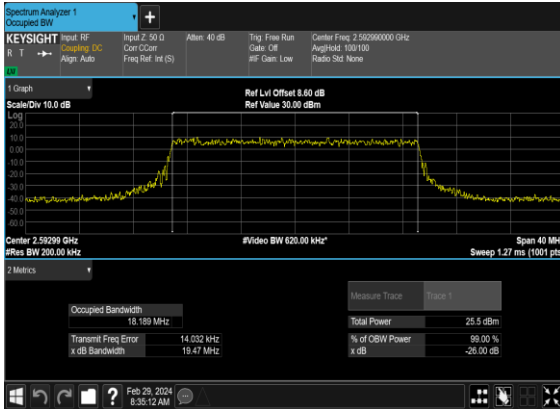 Spectrum Analyzer 1
Occupied BW
KEYSIGHT
R T
Input: RF
Coupling: DC
Align: Auto
Input Z: 50 Ω
Corr CCorr
Freq Ref: Int (S)
Atten: 40 dB
Trig: Free Run
Gate: Off
#IF Gain: Low
Center Freq: 2.592990000 GHz
Avg|Hold: 100/100
Radio Std: None
1 Graph
Scale/Div 10.0 dB
Ref Lvl Offset 8.60 dB
Ref Value 30.00 dBm
Log
20.0
10.0
0.00
-10.0
-20.0
-30.0
-40.0
-50.0
-60.0
Center 2.59299 GHz
#Res BW 200.00 kHz
#Video BW 620.00 kHz*
Span 40 MH
Sweep 1.27 ms (1001 pts
2 Metrics
Measure Trace Trace 1
Occupied Bandwidth
18.189 MHz
Total Power 25.5 dBm
Transmit Freq Error 14.032 kHz
% of OBW Power 99.00 %
x dB Bandwidth 19.47 MHz
x dB -26.00 dB
Feb 29, 2024
8:35:12 AM